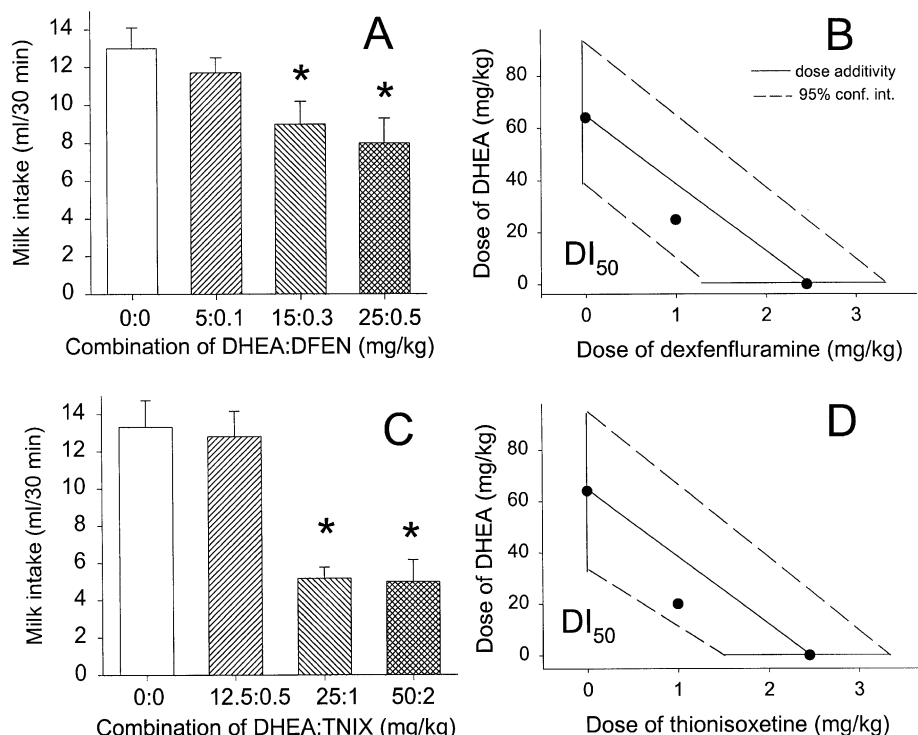 A
Milk intake (ml/30 min)
14
12
10
8
6
4
2
0
*
*
0:0 5:0.1 15:0.3 25:0.5
Combination of DHEA:DFEN (mg/kg)
B
Dose of DHEA (mg/kg)
80
60
40
20
0
dose additivity
95% conf. int.
DI50
0 1 2 3
Dose of dexfenfluramine (mg/kg)
C
Milk intake (ml/30 min)
14
12
10
8
6
4
2
0
*
*
0:0 12.5:0.5 25:1 50:2
Combination of DHEA:TNIX (mg/kg)
D
Dose of DHEA (mg/kg)
80
60
40
20
0
DI50
0 1 2 3
Dose of thionisoxetine (mg/kg)